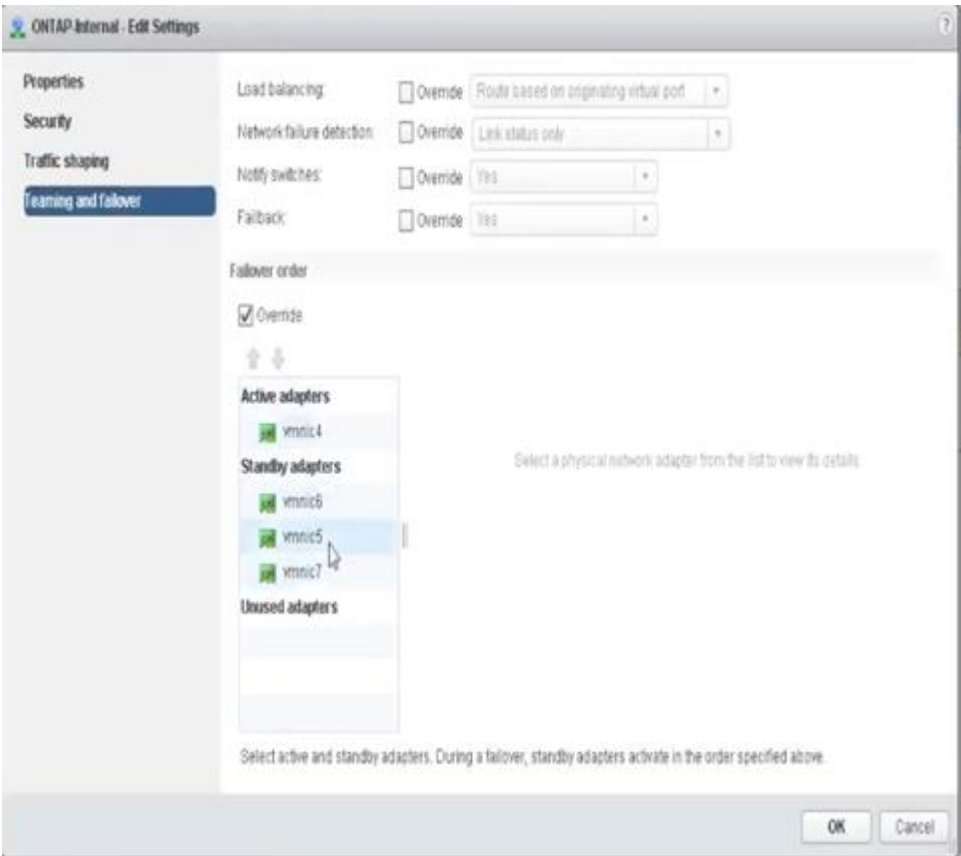 ONTAP-Internal - Edit Settings
?
Properties
Security
Traffic shaping
Teaming and failover
Load balancing: Override Route based on originating virtual port
Network failure detection: Override Link status only
Notify switches: Override Yes
Failback: Override Yes
Failover order
Override
Active adapters
vmnic4
Standby adapters
vmnic6
vmnic5
vmnic7
Unused adapters
Select a physical network adapter from the list to view its details.
Select active and standby adapters. During a failover, standby adapters activate in the order specified above.
OK Cancel